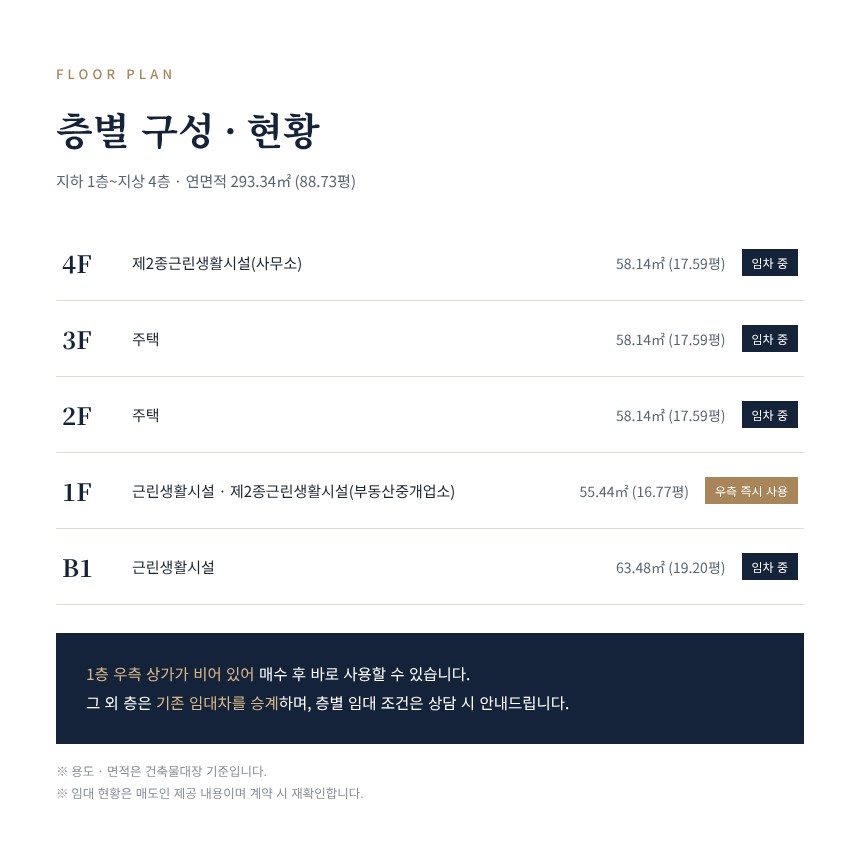 FLOOR PLAN
층별 구성 · 현황
지하 1층~지상 4층 · 연면적 293.34㎡ (88.73평)
4F 제2종근린생활시설(사무소) 58.14㎡ (17.59평) 임차 중
3F 주택 58.14㎡ (17.59평) 임차 중
2F 주택 58.14㎡ (17.59평) 임차 중
1F 근린생활시설 · 제2종근린생활시설(부동산중개업소) 55.44㎡ (16.77평) 우측 즉시 사용
B1 근린생활시설 63.48㎡ (19.20평) 임차 중
1층 우측 상가가 비어 있어 매수 후 바로 사용할 수 있습니다.
그 외 층은 기존 임대차를 승계하며, 층별 임대 조건은 상담 시 안내드립니다.
※ 용도 · 면적은 건축물대장 기준입니다.
※ 임대 현황은 매도인 제공 내용이며 계약 시 재확인합니다.